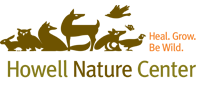 Heal. Grow.
Be Wild.
Howell Nature Center